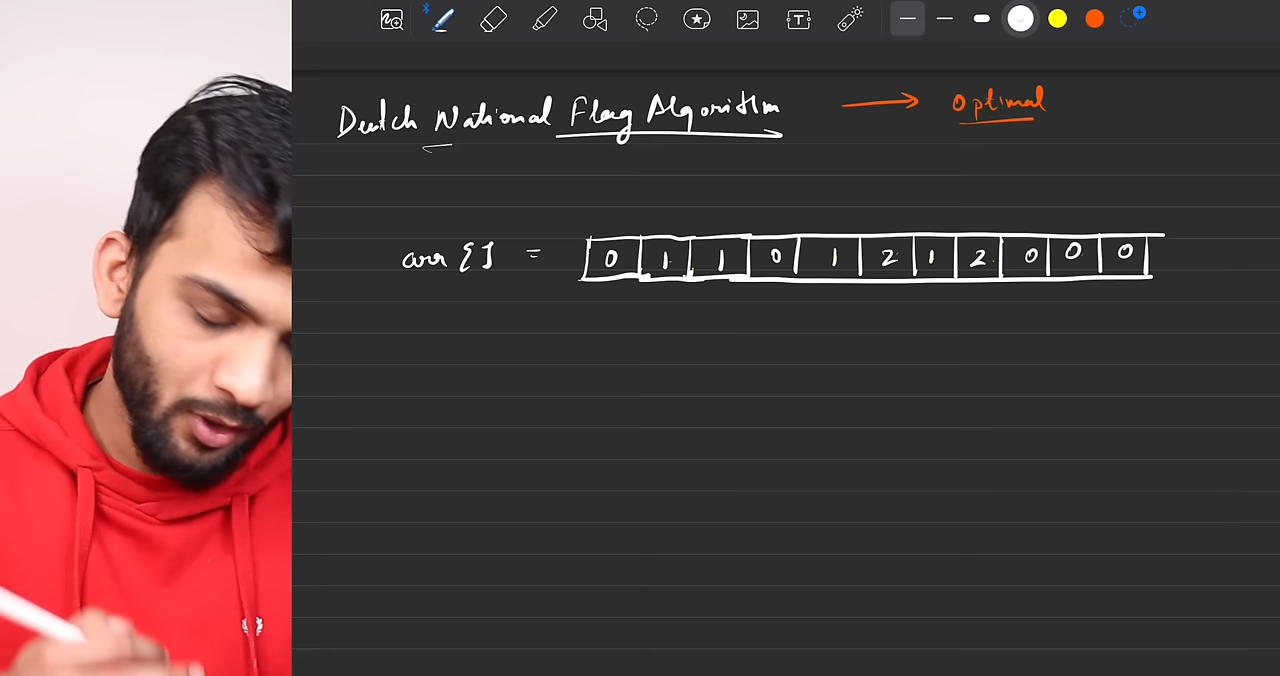 Dutch National Flag Algorithm → Optimal
arr [] = 0 1 1 0 1 2 1 2 0 0 0